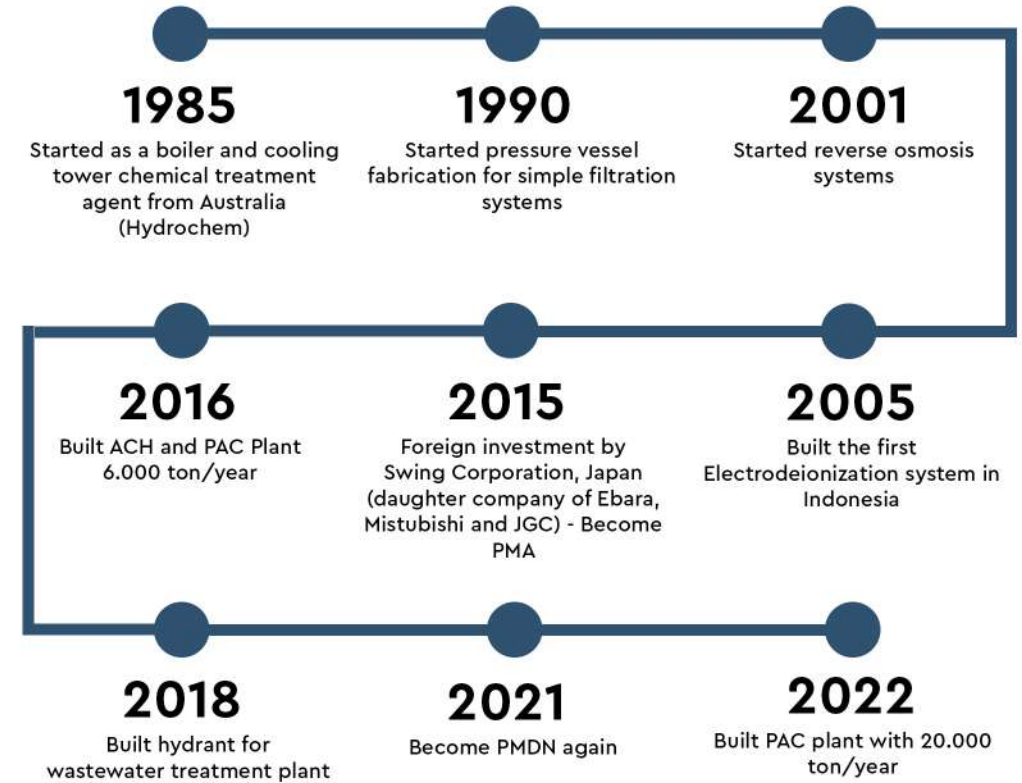 1985
Started as a boiler and cooling
tower chemical treatment
agent from Australia
(Hydrochem)
1990
Started pressure vessel
fabrication for simple filtration
systems
2001
Started reverse osmosis
systems
2005
Built the first
Electrodeionization system in
Indonesia
2015
Foreign investment by
Swing Corporation, Japan
(daughter company of Ebara,
Mistubishi and JGC) - Become
PMA
2016
Built ACH and PAC Plant
6.000 ton/year
2018
Built hydrant for
wastewater treatment plant
2021
Become PMDN again
2022
Built PAC plant with 20.000
ton/year